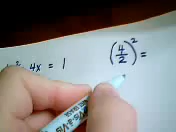 4x = 1
(4/2)² =